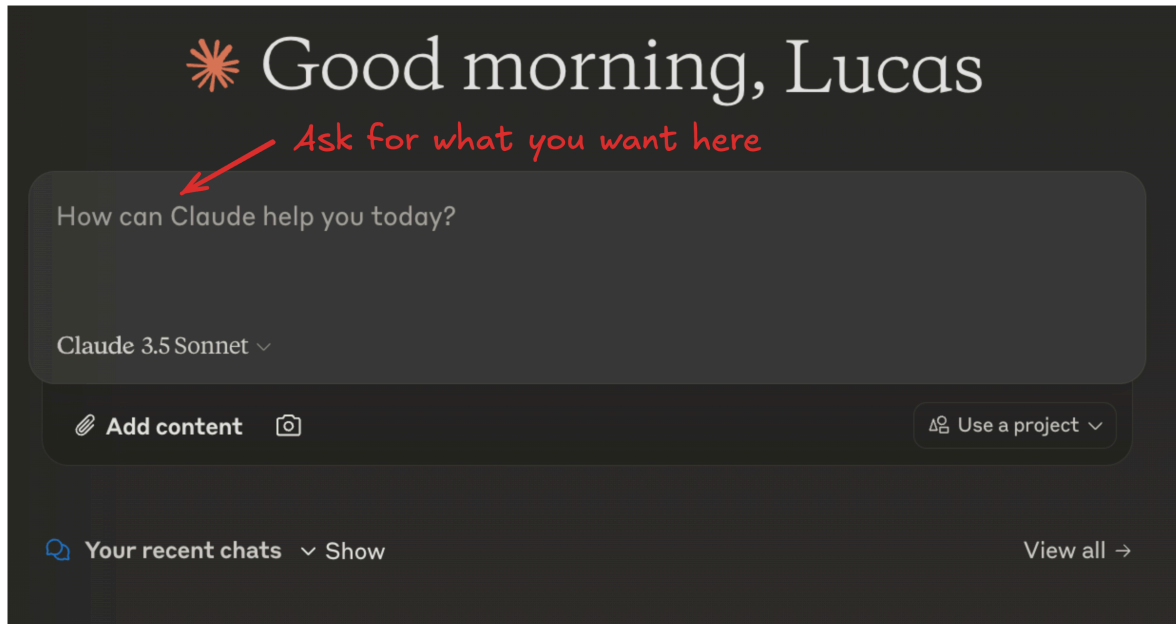 Good morning, Lucas
Ask for what you want here
How can Claude help you today?
Claude 3.5 Sonnet
Add content
Use a project
Your recent chats Show
View all